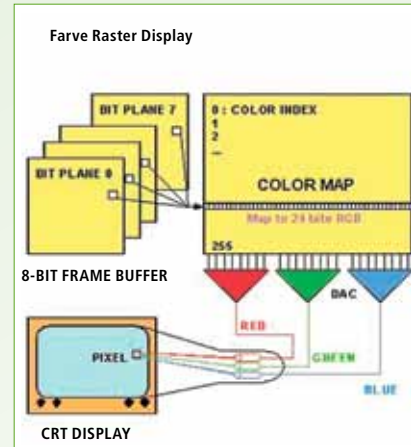 Farve Raster Display
BIT PLANE 7
BIT PLANE 0
8-BIT FRAME BUFFER
0 : COLOR INDEX
1
2
...
COLOR MAP
Map to 24 bits RGB
255
DAC
RED
GREEN
BLUE
PIXEL
CRT DISPLAY